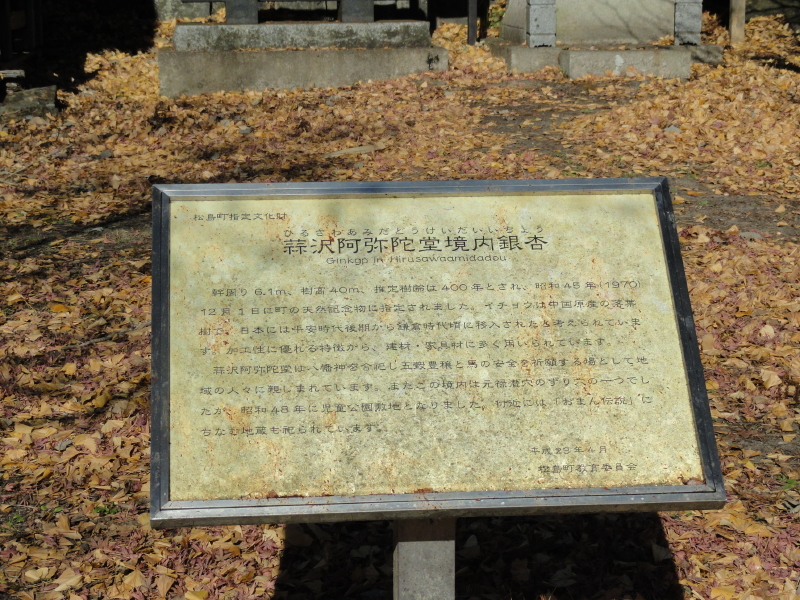 松島町指定文化財
ひるさわあみだどうけいだいいちょう
蒜沢阿弥陀堂境内銀杏
Ginkgo in Hirusawaamidadou
幹周り 6.1m、樹高40m、推定樹齢は400年とされ、昭和45年(1970)
12月1日に町の天然記念物に指定されました。イチョウは中国原産の落葉
樹で、日本には平安時代後期から鎌倉時代頃に移入されたと考えられていま
す。加工性に優れる特徴から、建材・家具材に多く用いられています。
蒜沢阿弥陀堂は八幡神を合祀し五穀豊穣と馬の安全を祈願する場として地
域の人々に親しまれています。またこの境内は元禄潜穴のずり穴の一つでし
たが、昭和48年に児童公園敷地となりました。付近には「おまん伝説」に
ちなむ地蔵も祀られています。
平成23年4月
松島町教育委員会